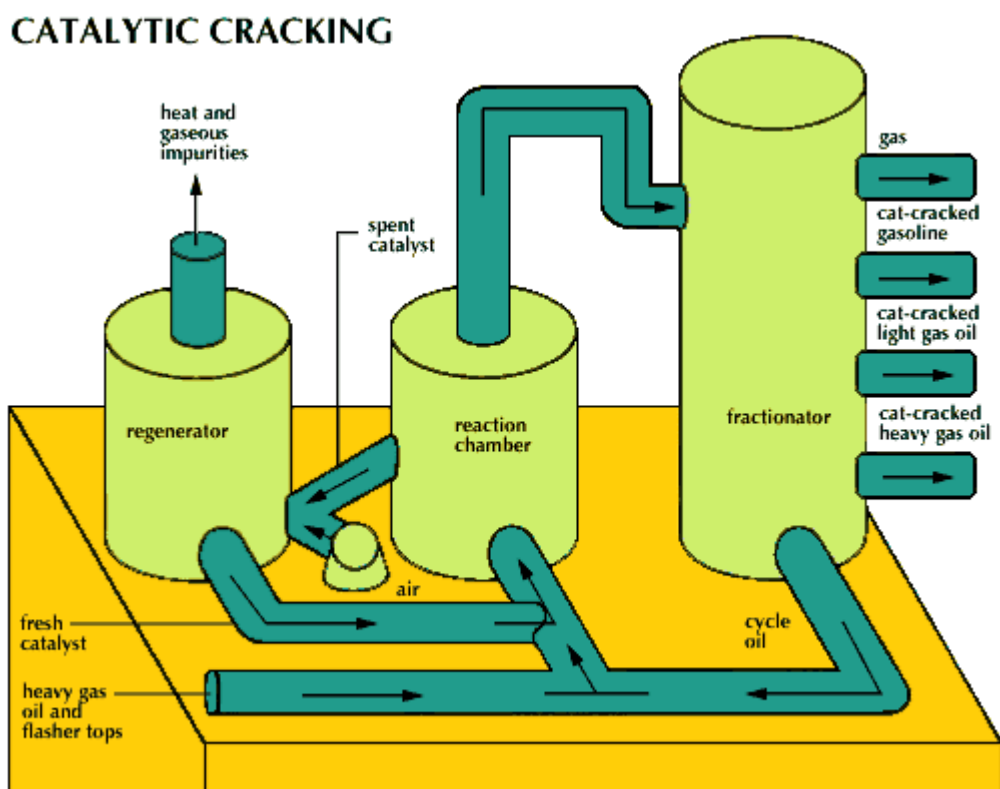 CATALYTIC CRACKING
heat and
gaseous
impurities
spent
catalyst
gas
cat-cracked
gasoline
cat-cracked
light gas oil
cat-cracked
heavy gas oil
regenerator
reaction
chamber
fractionator
air
fresh
catalyst
cycle
oil
heavy gas
oil and
flasher tops